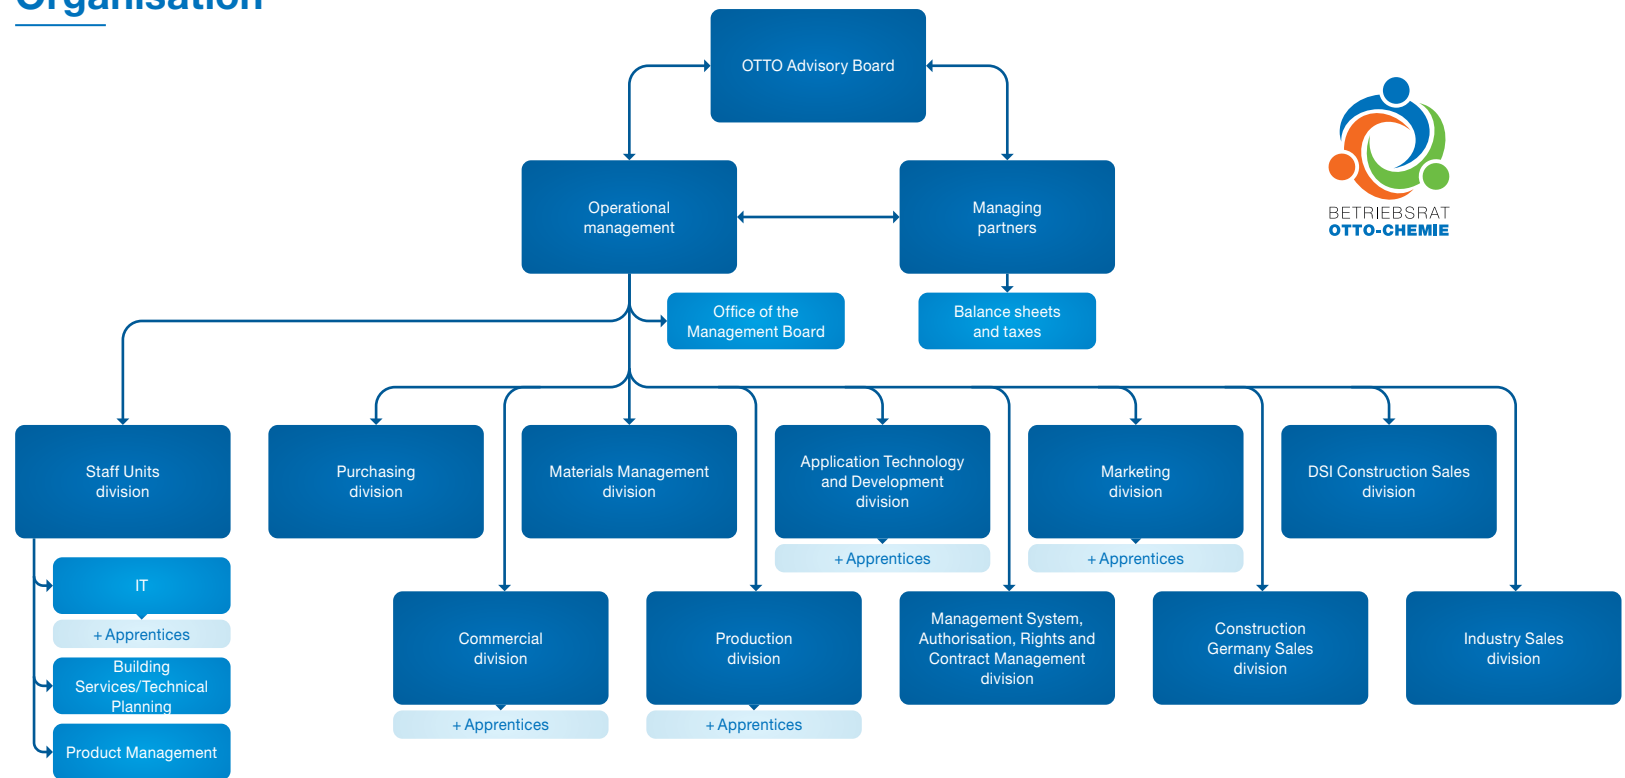 Organisation
OTTO Advisory Board
Operational
management
Managing
partners
BETRIEBSRAT
OTTO-CHEMIE
Office of the
Management Board
Balance sheets
and taxes
Staff Units
division
Purchasing
division
Materials Management
division
Application Technology
and Development
division
Marketing
division
DSI Construction Sales
division
+ Apprentices
+ Apprentices
IT
+ Apprentices
Building
Services/Technical
Planning
Product Management
Commercial
division
Production
division
Management System,
Authorisation, Rights and
Contract Management
division
Construction
Germany Sales
division
Industry Sales
division
+ Apprentices
+ Apprentices